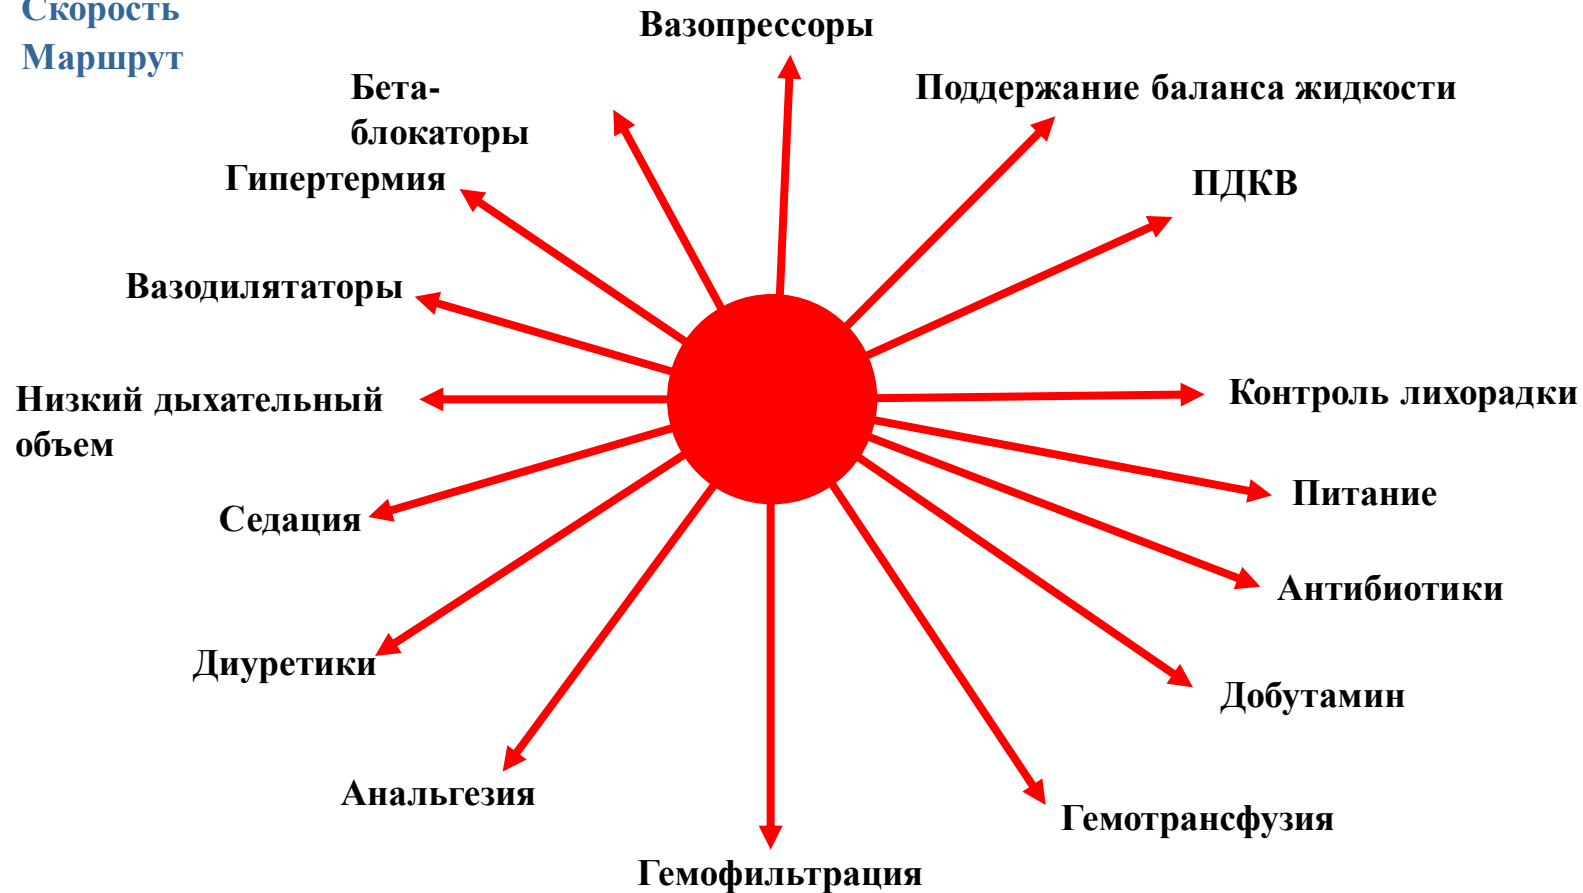 Скорость
Маршрут
Вазопрессоры
Бета-
блокаторы
Поддержание баланса жидкости
Гипертермия
ПДКВ
Вазодилятаторы
Низкий дыхательный
объем
Контроль лихорадки
Питание
Седация
Антибиотики
Диуретики
Добутамин
Анальгезия
Гемотрансфузия
Гемофильтрация